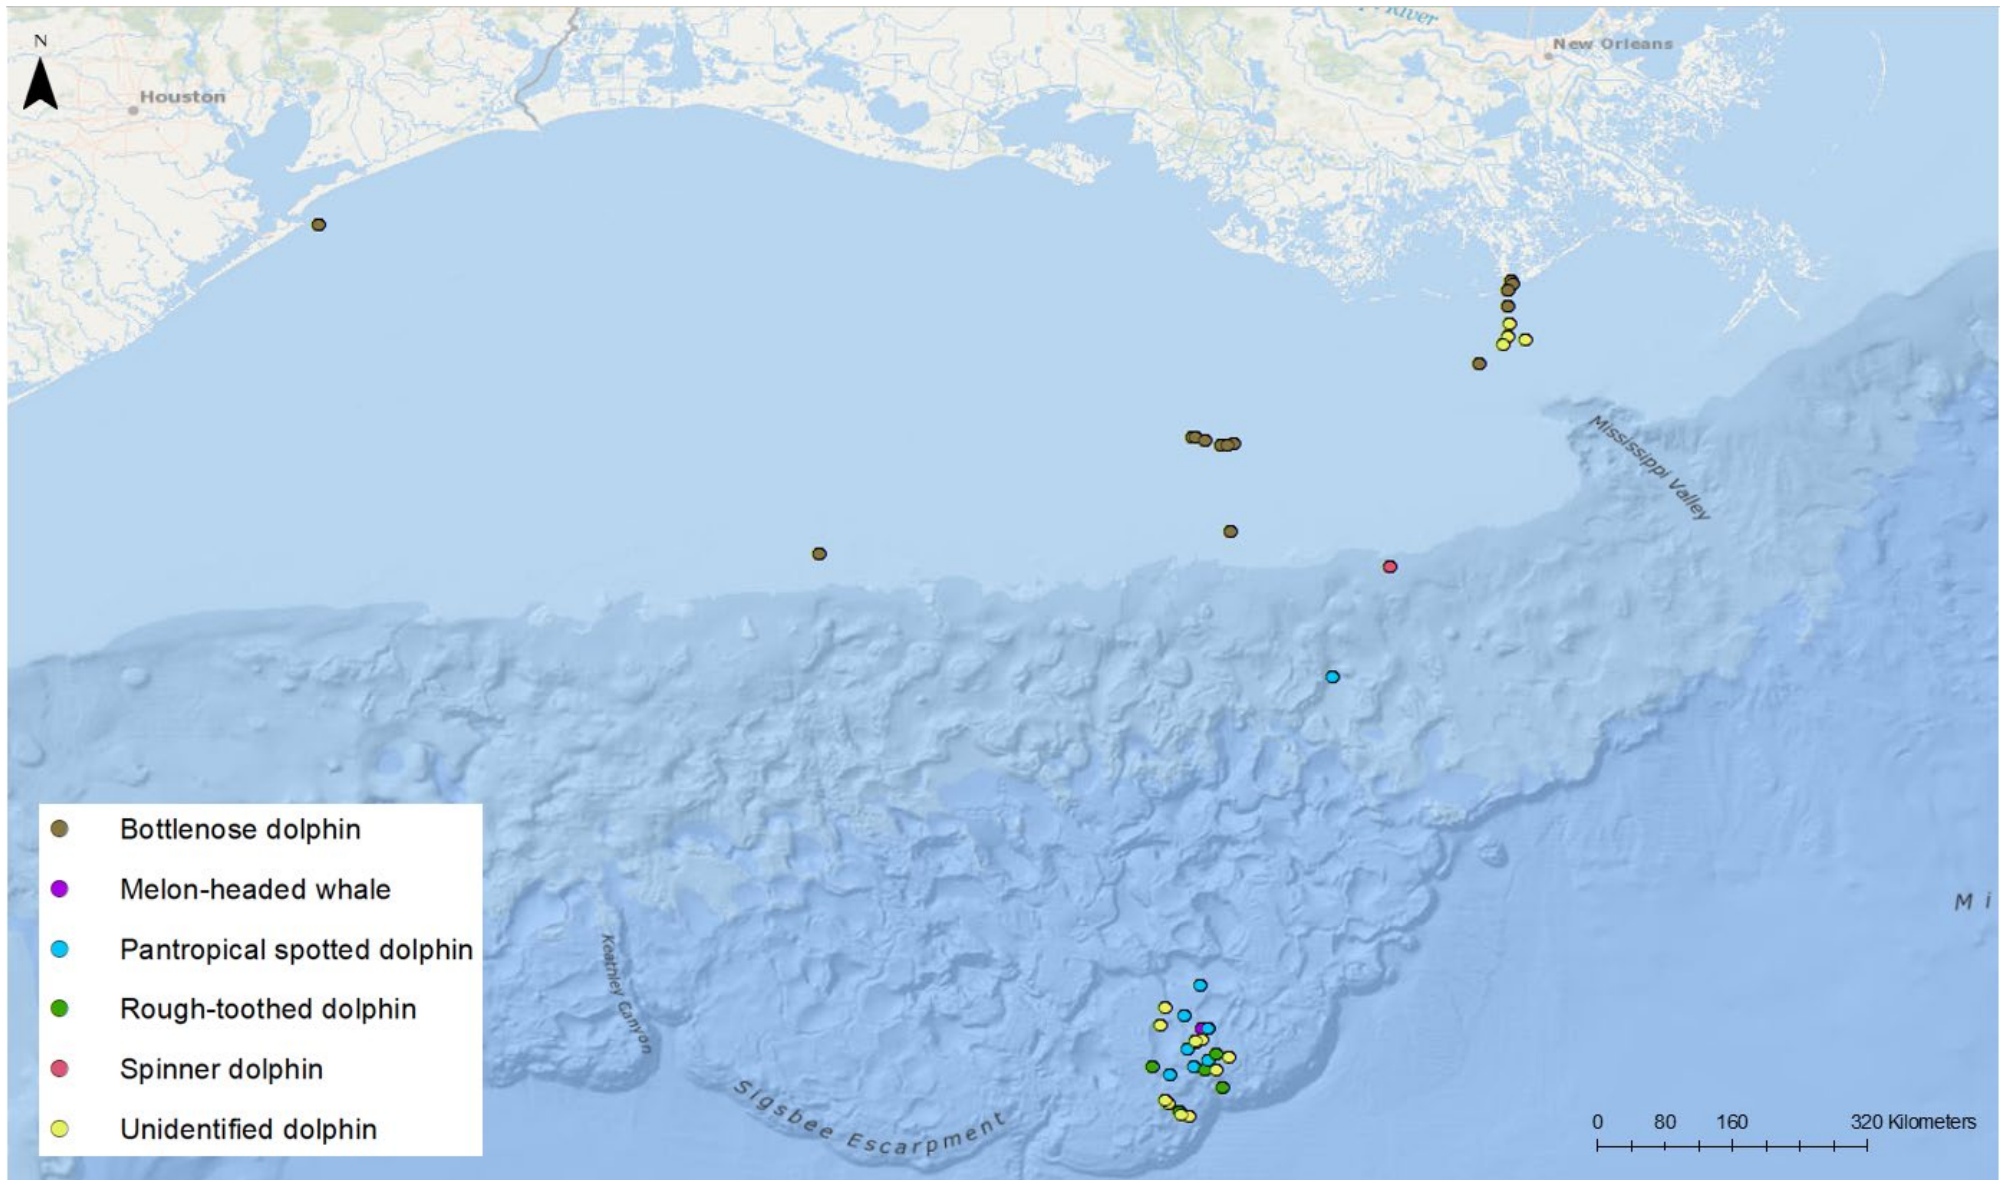 River
New Orleans
N
Houston
Mississippi Valley
Bottlenose dolphin
Melon-headed whale
Pantropical spotted dolphin
Rough-toothed dolphin
Spinner dolphin
Unidentified dolphin
Keathley Canyon
Sigsbee Escarpment
M i
0 80 160 320 Kilometers